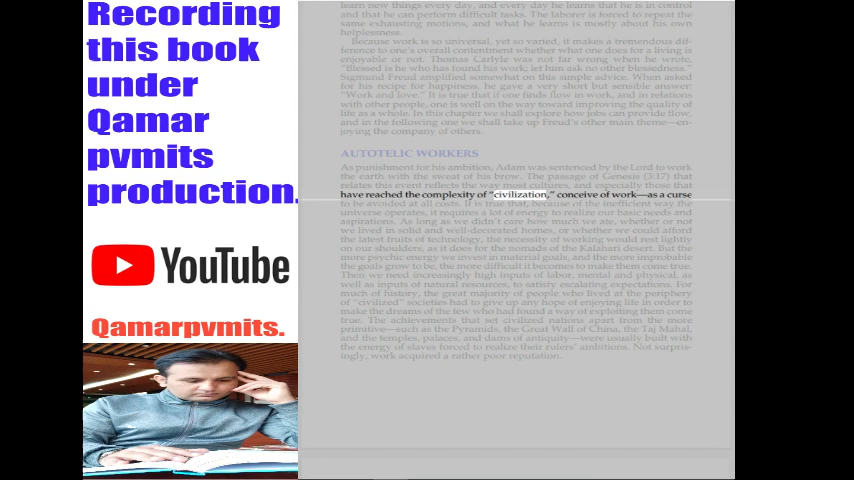 Recording
this book
under
Qamar
pvmits
production.
YouTube
Qamarpvmits.
learn new things every day, and every day he learns that he is in control
and that he can perform difficult tasks. The laborer is forced to repeat the
same exhausting motions, and what he learns is mostly about his own
helplessness.
Because work is so universal, yet so varied, it makes a tremendous dif-
ference to one's overall contentment whether what one does for a living is
enjoyable or not. Thomas Carlyle was not far wrong when he wrote,
"Blessed is he who has found his work; let him ask no other blessedness."
Sigmund Freud amplified somewhat on this simple advice. When asked
for his recipe for happiness, he gave a very short but sensible answer:
"Work and love." It is true that if one finds flow in work, and in relations
with other people, one is well on the way toward improving the quality of
life as a whole. In this chapter we shall explore how jobs can provide flow,
and in the following one we shall take up Freud's other main theme—en-
joying the company of others.
AUTOTELIC WORKERS
As punishment for his ambition, Adam was sentenced by the Lord to work
the earth with the sweat of his brow. The passage of Genesis (3:17) that
relates this event reflects the way most cultures, and especially those that
have reached the complexity of "civilization," conceive of work—as a curse
to be avoided at all costs. If is true that, because of the inefficient way the
universe operates, it requires a lot of energy to realize our basic needs and
aspirations. As long as we didn't care how much we ate, whether or not
we lived in solid and well-decorated homes, or whether we could afford
the latest fruits of technology, the necessity of working would rest lightly
on our shoulders, as it does for the nomads of the Kalahari desert. But the
more psychic energy we invest in material goals, and the more improbable
the goals grow to be, the more difficult it becomes to make them come true.
Then we need increasingly high inputs of labor, mental and physical, as
well as inputs of natural resources, to satisfy escalating expectations. For
much of history, the great majority of people who lived at the periphery
of "civilized" societies had to give up any hope of enjoying life in order to
make the dreams of the few who had found a way of exploiting them come
true. The achievements that set civilized nations apart from the more
primitive—such as the Pyramids, the Great Wall of China, the Taj Mahal,
and the temples, palaces, and dams of antiquity—were usually built with
the energy of slaves forced to realize their rulers' ambitions. Not surpris-
ingly, work acquired a rather poor reputation.